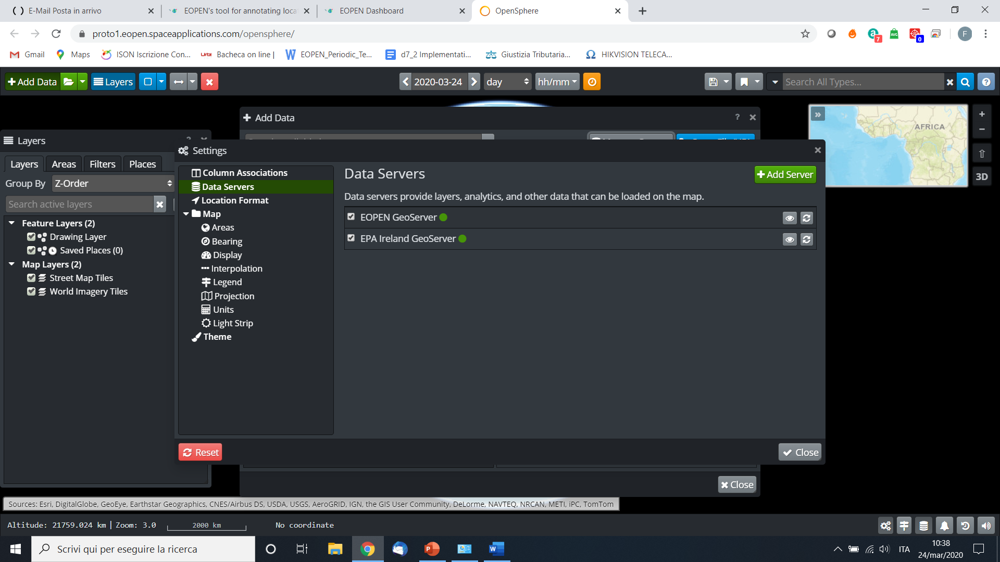 E-Mail Posta in arrivo
EOPEN's tool for annotating loca
EOPEN Dashboard
OpenSphere
proto1.eopen.spaceapplications.com/opensphere/
7
AVG
0
F
Gmail
Maps
ISON Iscrizione Con...
Bacheca on line |
EOPEN_Periodic_Te...
d7_2 Implementati...
Giustizia Tributaria...
HIKVISION TELECA...
Add Data
Layers
2020-03-24
day
hh/mm
Search All Types...
Add Data
AFRICA
3D
Layers
Layers
Areas
Filters
Places
Group By
Z-Order
Search active layers
Feature Layers (2)
Drawing Layer
Saved Places (0)
Map Layers (2)
Street Map Tiles
World Imagery Tiles
Settings
Column Associations
Data Servers
Location Format
Map
Areas
Bearing
Display
Interpolation
Legend
Projection
Units
Light Strip
Theme
Data Servers
Add Server
Data servers provide layers, analytics, and other data that can be loaded on the map.
EOPEN GeoServer
EPA Ireland GeoServer
Reset
Close
Close
Sources: Esri, DigitalGlobe, GeoEye, Earthstar Geographics, CNES/Airbus DS, USDA, USGS, AeroGRID, IGN, the GIS User Community, DeLorme, NAVTEQ, NRCAN, METI, iPC, TomTom
Altitude: 21759.024 km | Zoom: 3.0
2000 km
No coordinate
Scrivi qui per eseguire la ricerca
ITA
10:38
24/mar/2020